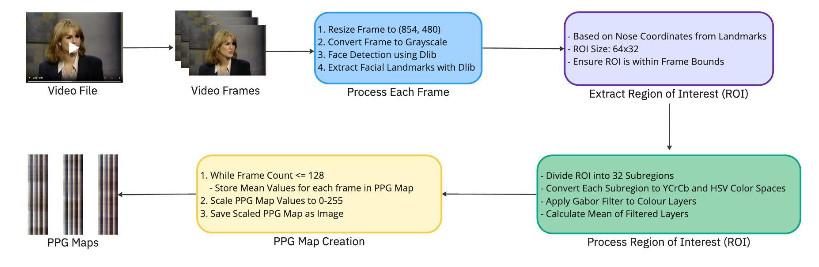 Video File
Video Frames
1. Resize Frame to (854, 480)
2. Convert Frame to Grayscale
3. Face Detection using Dlib
4. Extract Facial Landmarks with Dlib
Process Each Frame
- Based on Nose Coordinates from Landmarks
- ROI Size: 64x32
- Ensure ROI is within Frame Bounds
Extract Region of Interest (ROI)
- Divide ROI into 32 Subregions
- Convert Each Subregion to YCrCb and HSV Color Spaces
- Apply Gabor Filter to Colour Layers
- Calculate Mean of Filtered Layers
Process Region of Interest (ROI)
1. While Frame Count <= 128
- Store Mean Values for each frame in PPG Map
2. Scale PPG Map Values to 0-255
3. Save Scaled PPG Map as Image
PPG Map Creation
PPG Maps